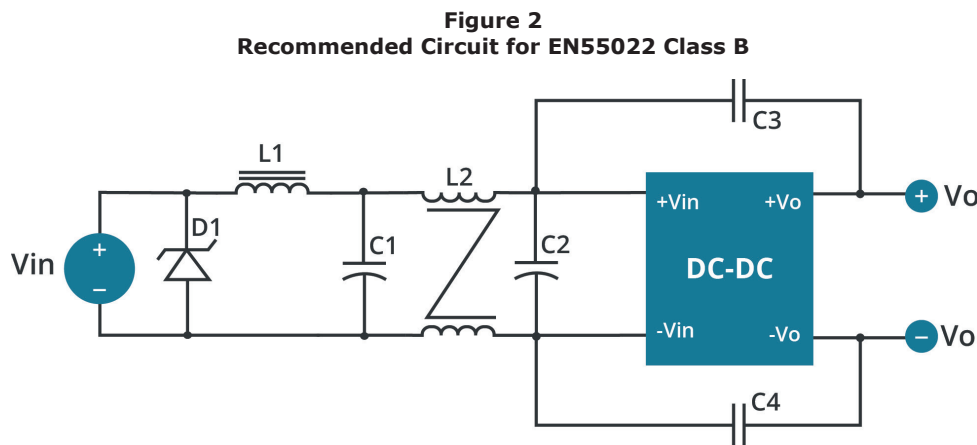 Figure 2
Recommended Circuit for EN55022 Class B
C3
L1
L2
+Vin
+Vo
+
Vo
D1
Vin
+
−
C1
C2
DC-DC
-Vin
-Vo
−
Vo
C4